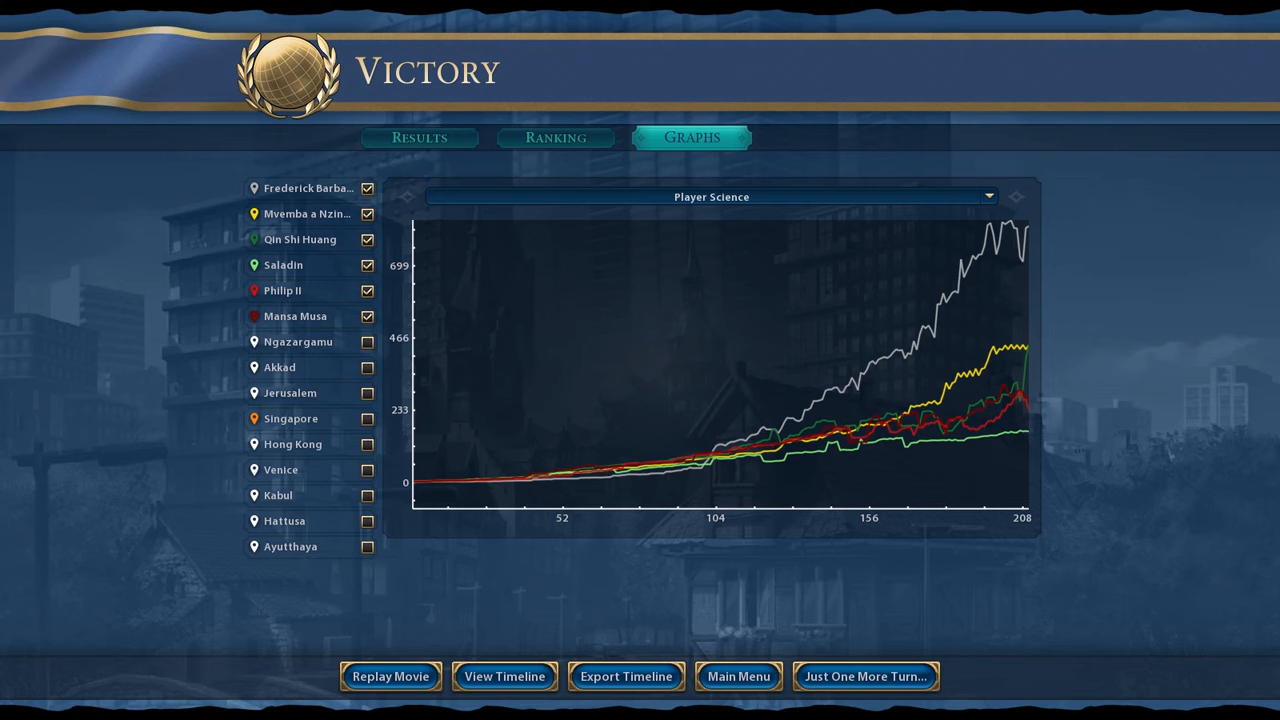 VICTORY
RESULTS
RANKING
GRAPHS
Frederick Barba...
Mvemba a Nzin...
Qin Shi Huang
Saladin
Philip II
Mansa Musa
Ngazargamu
Akkad
Jerusalem
Singapore
Hong Kong
Venice
Kabul
Hattusa
Ayutthaya
Player Science
699
466
233
0
52
104
156
208
Replay Movie
View Timeline
Export Timeline
Main Menu
Just One More Turn...